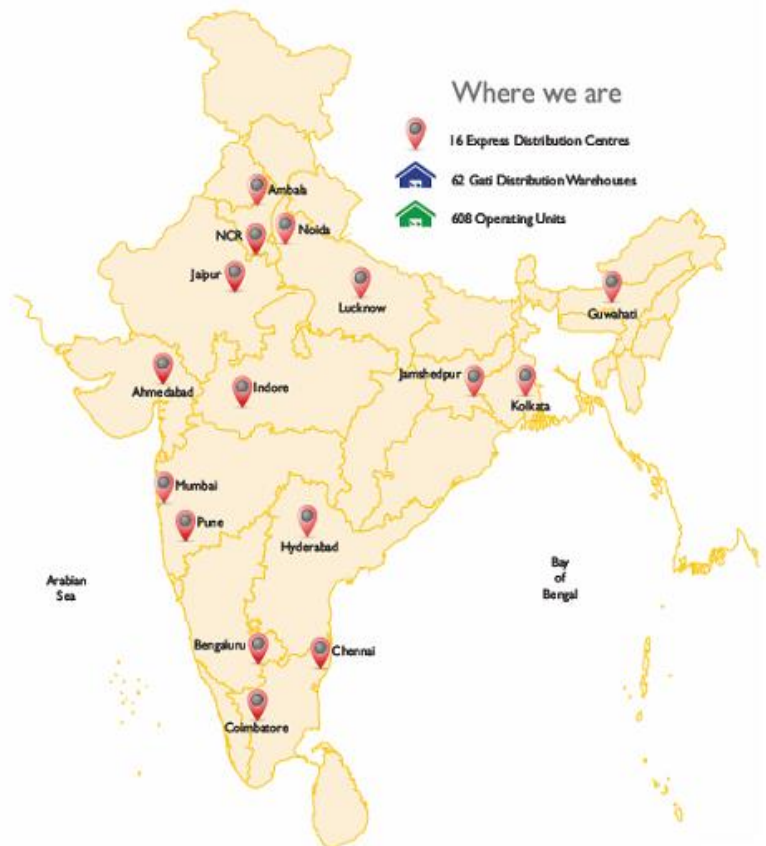 Where we are
16 Express Distribution Centres
62 Gati Distribution Warehouses
608 Operating Units
Ambala
NCR
Noida
Jaipur
Lucknow
Guwahati
Ahmedabad
Indore
Jamshedpur
Kolkata
Mumbai
Pune
Hyderabad
Arabian
Sea
Bay
of
Bengal
Bengaluru
Chennai
Coimbatore